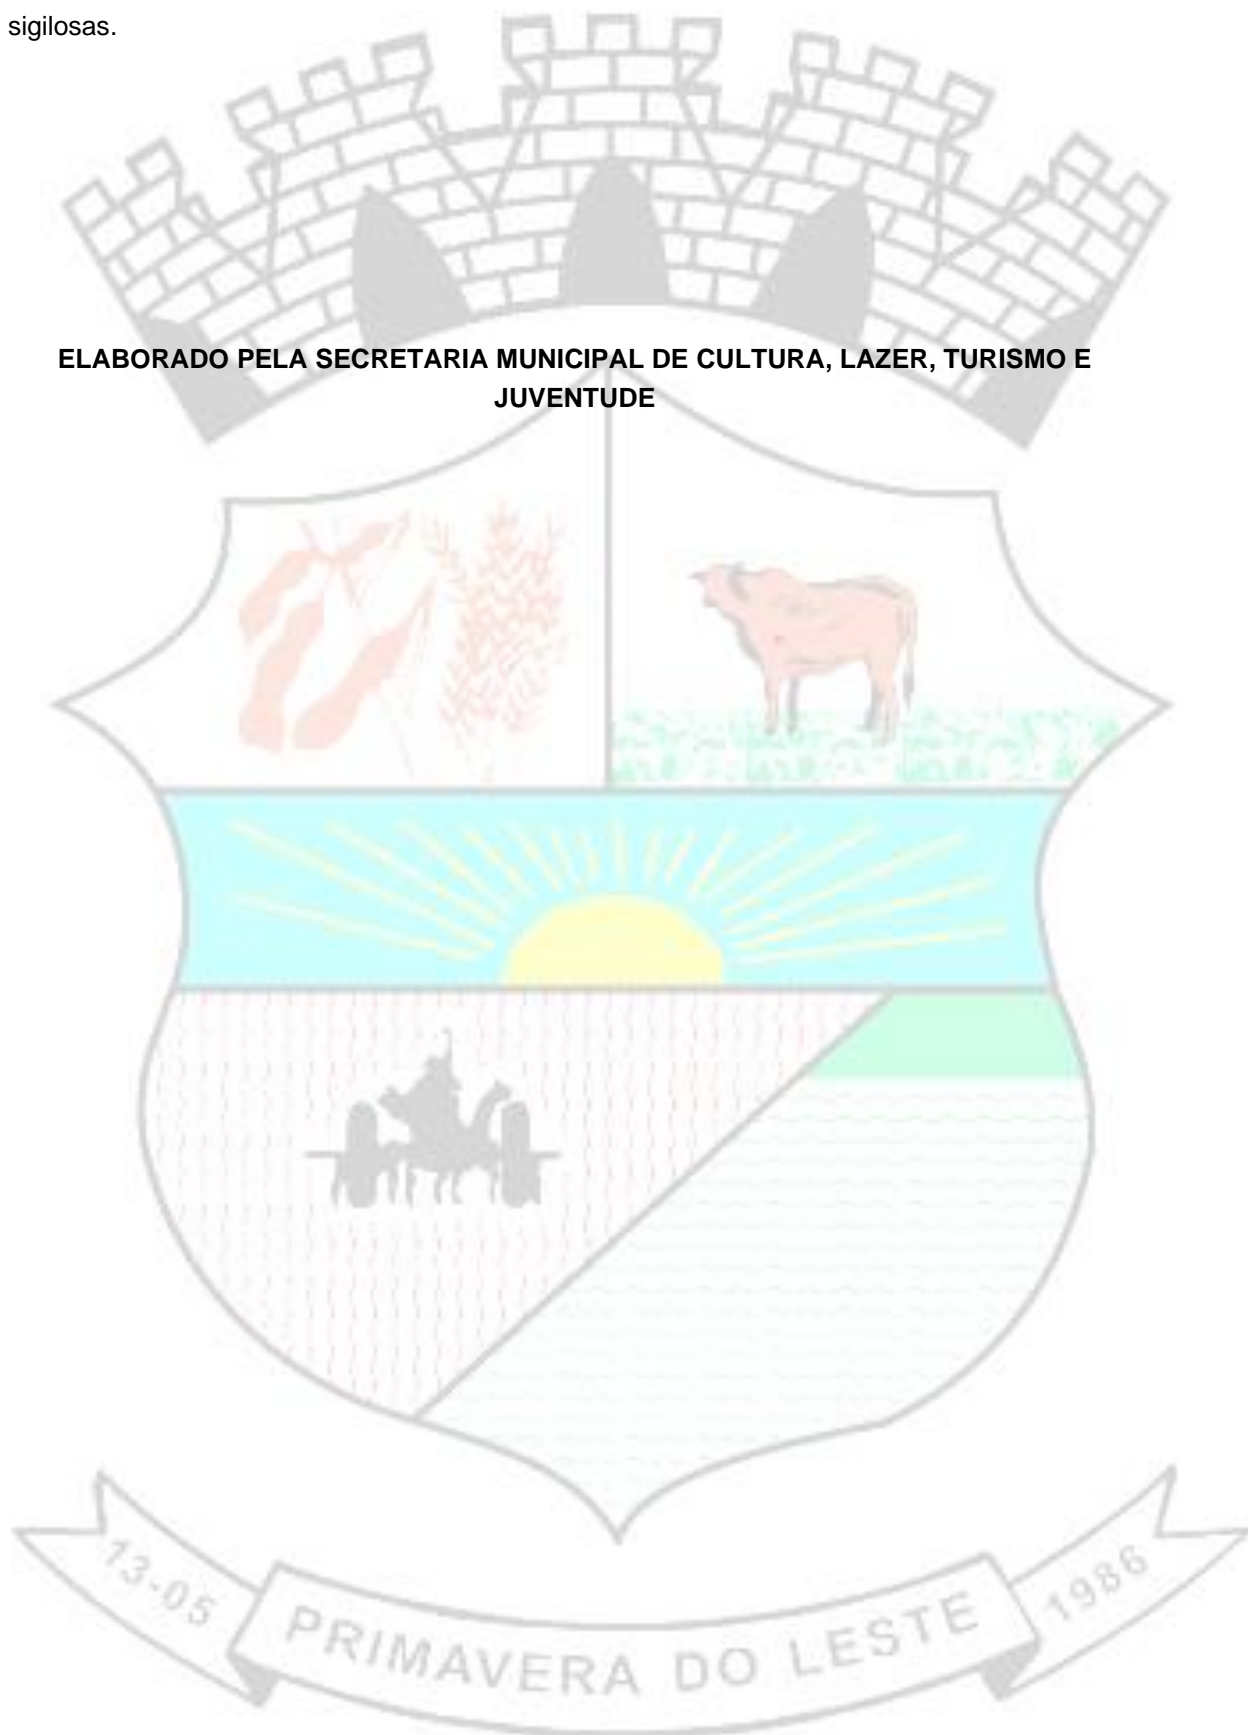 sigilosas.
ELABORADO PELA SECRETARIA MUNICIPAL DE CULTURA, LAZER, TURISMO E
JUVENTUDE
13-05
PRIMAVERA DO LESTE
1986